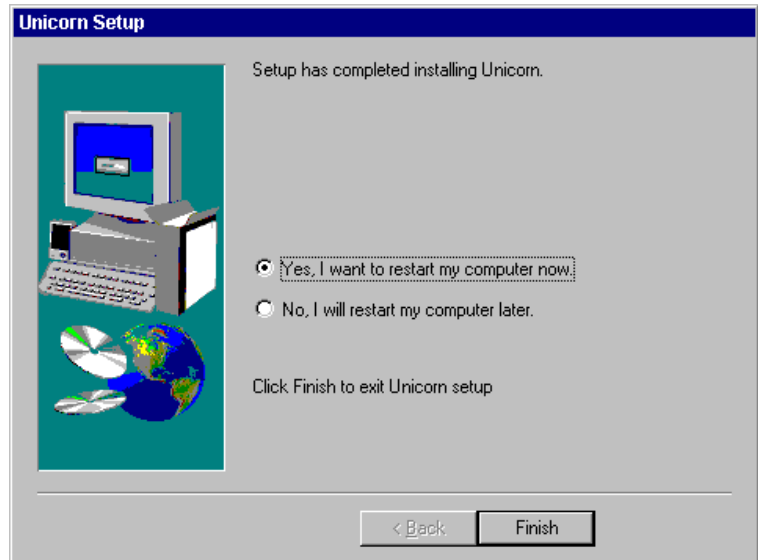 Unicorn Setup
Setup has completed installing Unicorn.
Yes, I want to restart my computer now.
No, I will restart my computer later.
Click Finish to exit Unicorn setup
< Back
Finish